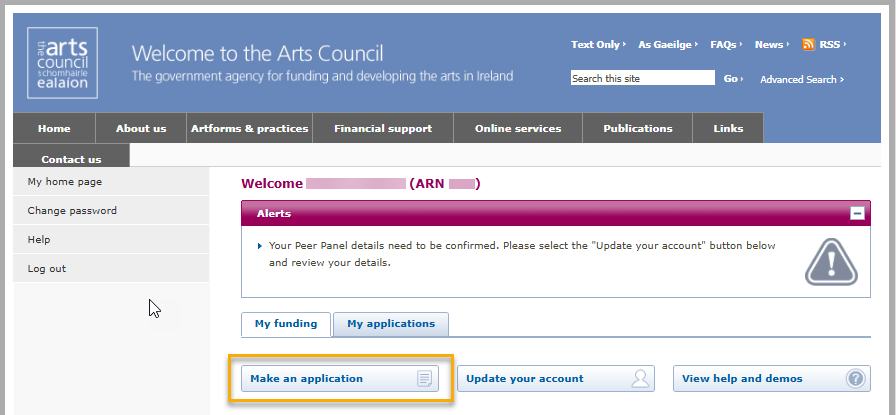 the arts
council
schomhairle
ealaíon
Welcome to the Arts Council
The government agency for funding and developing the arts in Ireland
Text Only As Gaeilge FAQs News RSS
Search this site Go Advanced Search
Home About us Artforms & practices Financial support Online services Publications Links
Contact us
My home page
Change password
Help
Log out
Welcome (ARN )
Alerts
Your Peer Panel details need to be confirmed. Please select the "Update your account" button below
and review your details.
My funding My applications
Make an application Update your account View help and demos